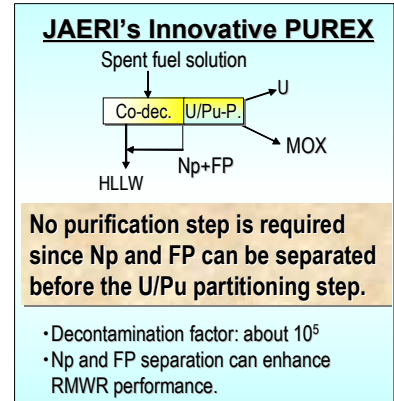 JAERI's Innovative PUREX
Spent fuel solution
U
Co-dec. U/Pu-P.
MOX
Np+FP
HLLW
No purification step is required
since Np and FP can be separated
before the U/Pu partitioning step.
・Decontamination factor: about 10⁵
・Np and FP separation can enhance
RMWR performance.